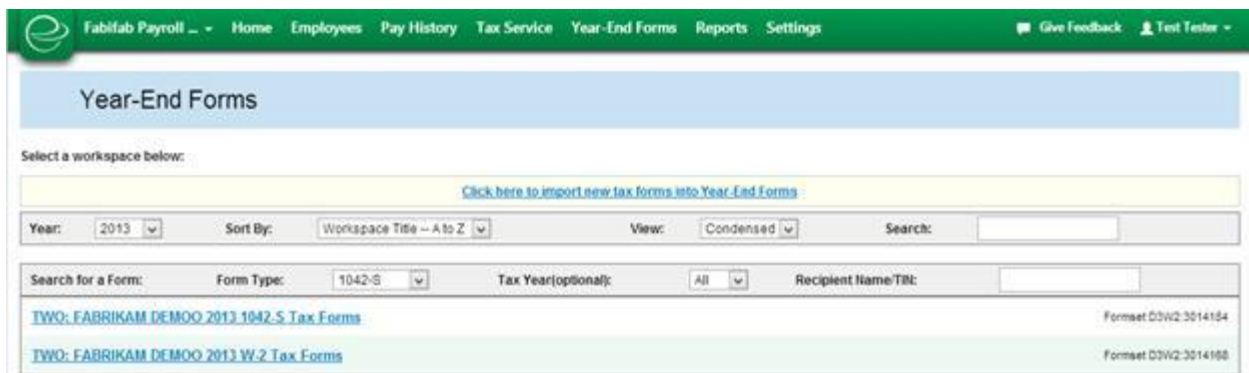 Fabifab Payroll ... Home Employees Pay History Tax Service Year-End Forms Reports Settings Give Feedback Test Tester
Year-End Forms
Select a workspace below:
Click here to import new tax forms into Year-End Forms
Year: 2013 Sort By: Workspace Title -- A to Z View: Condensed Search:
Search for a Form: Form Type: 1042-S Tax Year(optional): All Recipient Name/TIN:
TWO: FABRIKAM DEMOO 2013 1042-S Tax Forms Formset D3W2:3014184
TWO: FABRIKAM DEMOO 2013 W-2 Tax Forms Formset D3W2:3014168